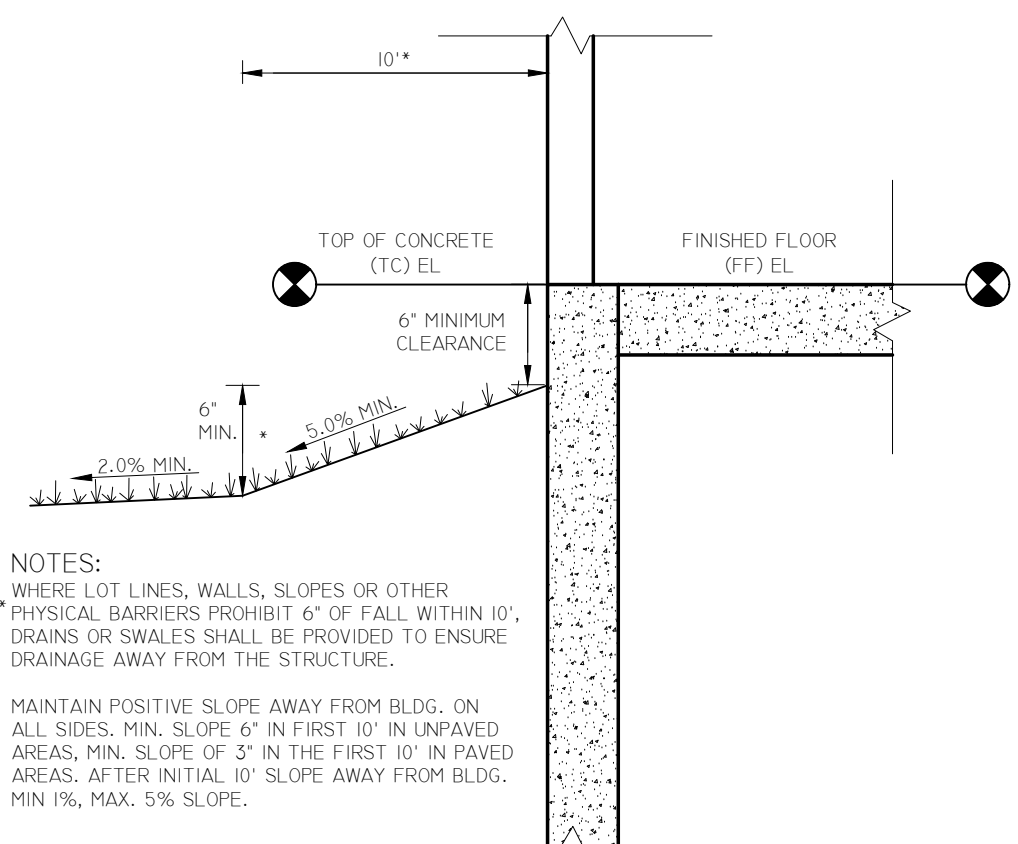 10'*
TOP OF CONCRETE
(TC) EL
FINISHED FLOOR
(FF) EL
6" MINIMUM
CLEARANCE
6"
MIN.
*
5.0% MIN.
2.0% MIN.
NOTES:
WHERE LOT LINES, WALLS, SLOPES OR OTHER
* PHYSICAL BARRIERS PROHIBIT 6" OF FALL WITHIN 10',
DRAINS OR SWALES SHALL BE PROVIDED TO ENSURE
DRAINAGE AWAY FROM THE STRUCTURE.
MAINTAIN POSITIVE SLOPE AWAY FROM BLDG. ON
ALL SIDES. MIN. SLOPE 6" IN FIRST 10' IN UNPAVED
AREAS, MIN. SLOPE OF 3" IN THE FIRST 10' IN PAVED
AREAS. AFTER INITIAL 10' SLOPE AWAY FROM BLDG.
MIN 1%, MAX. 5% SLOPE.